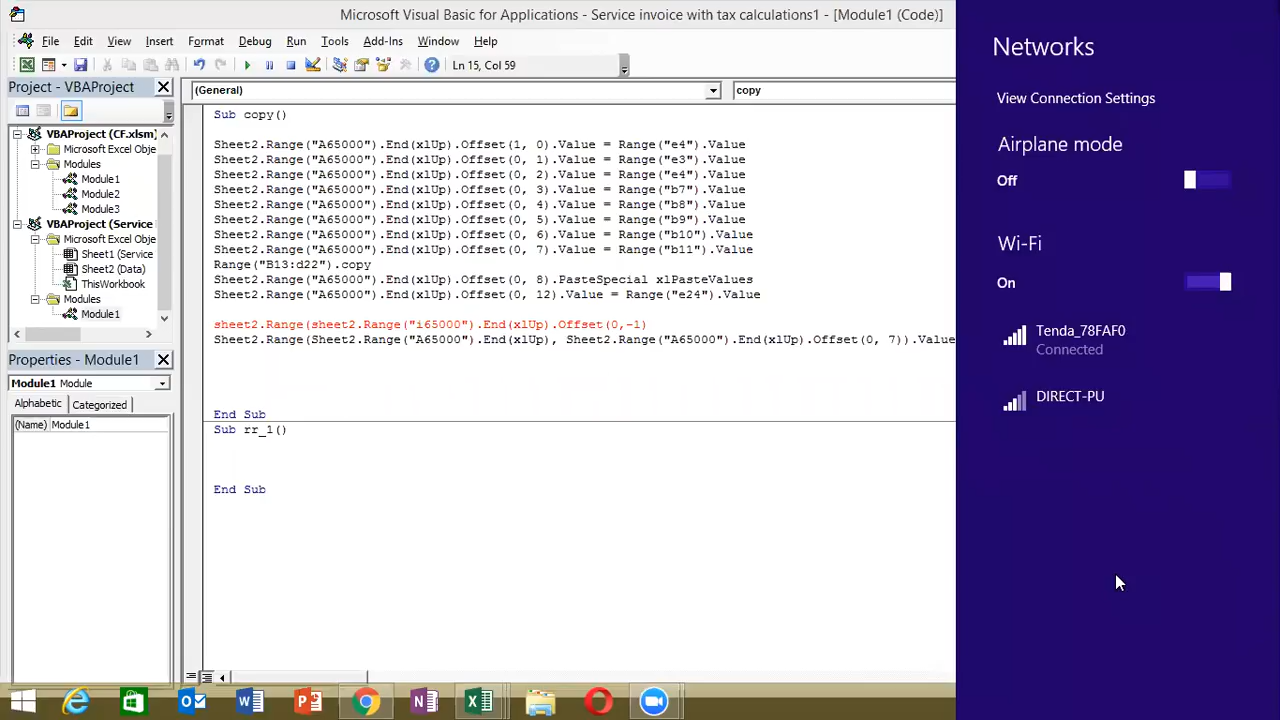 Microsoft Visual Basic for Applications - Service invoice with tax calculations1 - [Module1 (Code)]
File Edit View Insert Format Debug Run Tools Add-Ins Window Help
Ln 15, Col 59
Project - VBAProject
(General)
copy
VBAProject (CF.xlsm)
Microsoft Excel Obje
Modules
Module1
Module2
Module3
VBAProject (Service
Microsoft Excel Obje
Sheet1 (Service
Sheet2 (Data)
ThisWorkbook
Modules
Module1
Properties - Module1
Module1 Module
Alphabetic Categorized
(Name) Module1
Sub copy()
Sheet2.Range("A65000").End(xlUp).Offset(1, 0).Value = Range("e4").Value
Sheet2.Range("A65000").End(xlUp).Offset(0, 1).Value = Range("e3").Value
Sheet2.Range("A65000").End(xlUp).Offset(0, 2).Value = Range("e4").Value
Sheet2.Range("A65000").End(xlUp).Offset(0, 3).Value = Range("b7").Value
Sheet2.Range("A65000").End(xlUp).Offset(0, 4).Value = Range("b8").Value
Sheet2.Range("A65000").End(xlUp).Offset(0, 5).Value = Range("b9").Value
Sheet2.Range("A65000").End(xlUp).Offset(0, 6).Value = Range("b10").Value
Sheet2.Range("A65000").End(xlUp).Offset(0, 7).Value = Range("b11").Value
Range("B13:d22").copy
Sheet2.Range("A65000").End(xlUp).Offset(0, 8).PasteSpecial xlPasteValues
Sheet2.Range("A65000").End(xlUp).Offset(0, 12).Value = Range("e24").Value
sheet2.Range(sheet2.Range("i65000").End(xlUp).Offset(0,-1)
Sheet2.Range(Sheet2.Range("A65000").End(xlUp), Sheet2.Range("A65000").End(xlUp).Offset(0, 7)).Value
End Sub
Sub rr_1()
End Sub
Networks
View Connection Settings
Airplane mode
Off
Wi-Fi
On
Tenda_78FAF0
Connected
DIRECT-PU